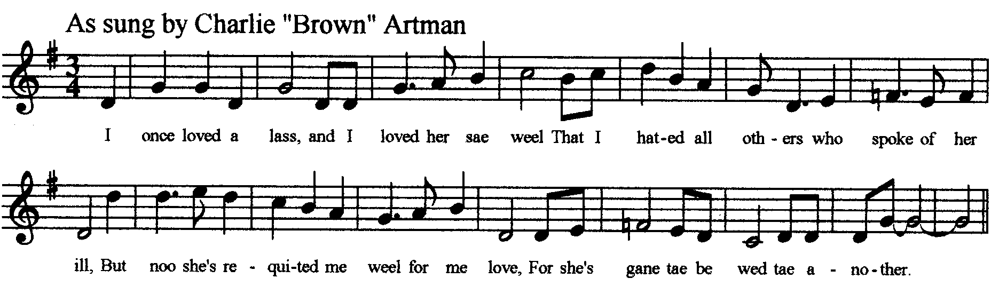 As sung by Charlie "Brown" Artman
3
4
I once loved a lass, and I loved her sae weel That I hat-ed all oth - ers who spoke of her
ill, But noo she's re - qui-ted me weel for me love, For she's gane tae be wed tae a - no-ther.